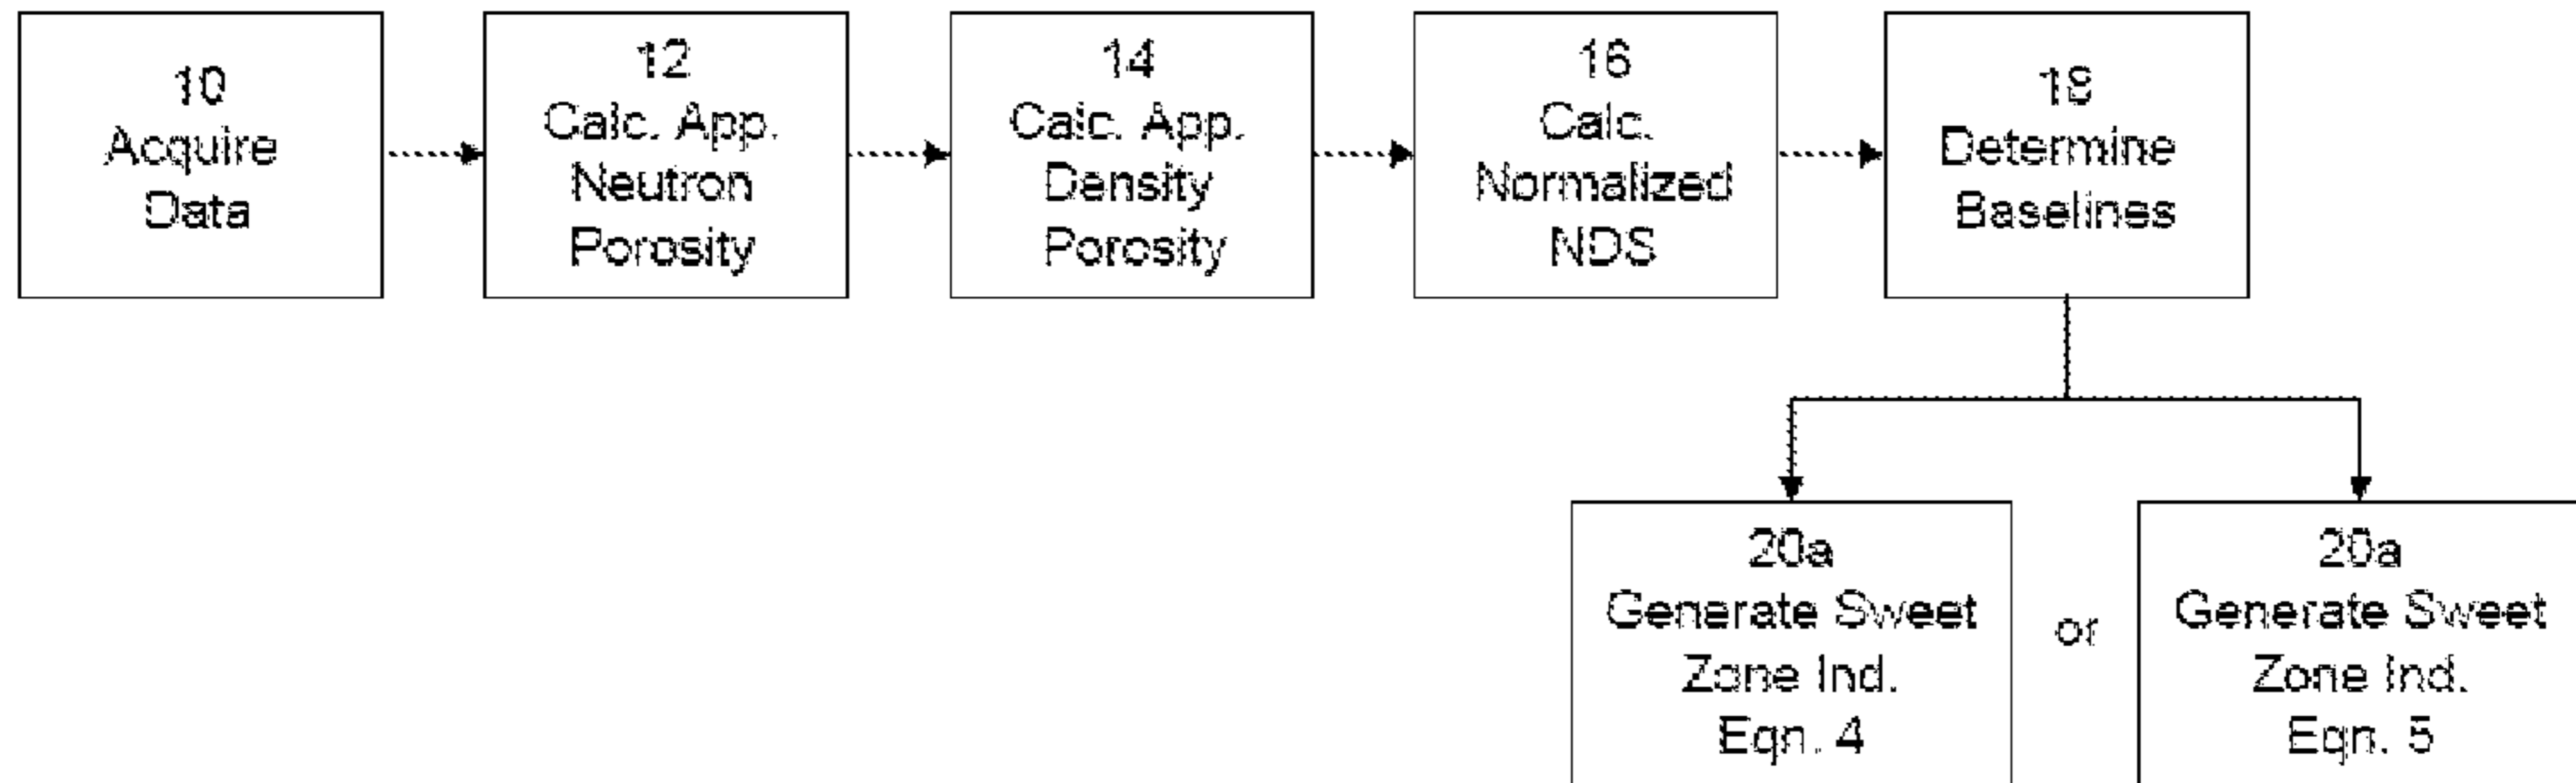 10
Acquire
Data
12
Calc. App.
Neutron
Porosity
14
Calc. App.
Density
Porosity
16
Calc.
Normalized
NDS
18
Determine
Baselines
20a
Generate Sweet
Zone Ind.
Eqn. 4
or
20a
Generate Sweet
Zone Ind.
Eqn. 5